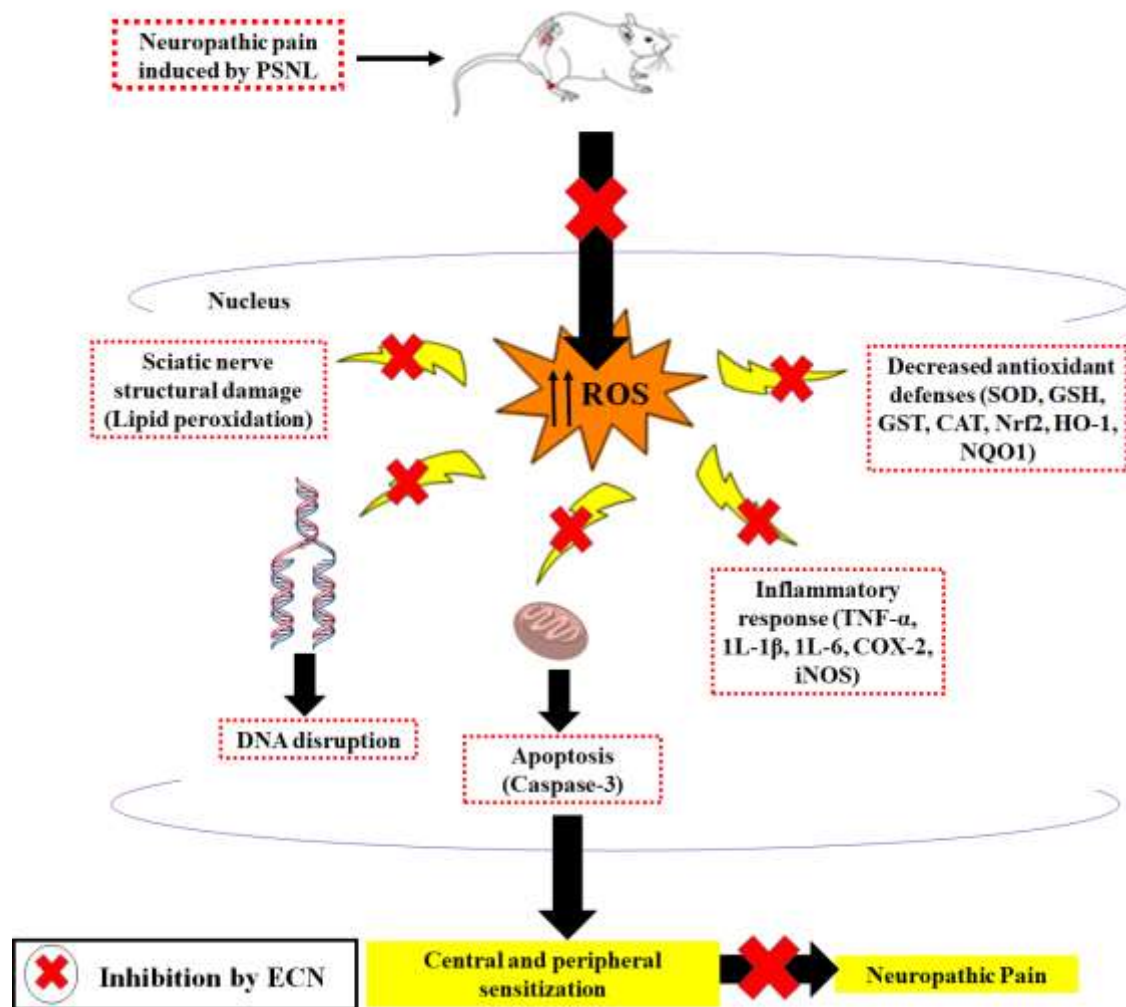 Neuropathic pain
induced by PSNL
Nucleus
Sciatic nerve
structural damage
(Lipid peroxidation)
ROS
Decreased antioxidant
defenses (SOD, GSH,
GST, CAT, Nrf2, HO-1,
NQO1)
Inflammatory
response (TNF-α,
1L-1β, 1L-6, COX-2,
iNOS)
DNA disruption
Apoptosis
(Caspase-3)
Inhibition by ECN
Central and peripheral
sensitization
Neuropathic Pain